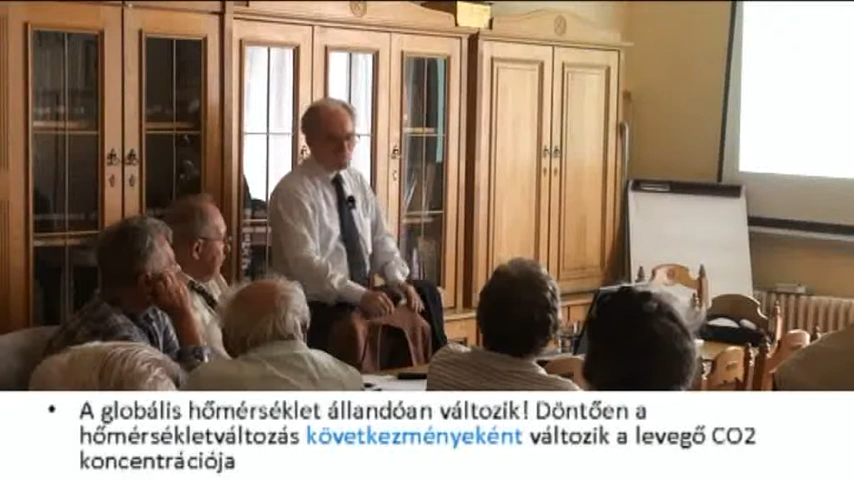 • A globális hőmérséklet állandóan változik! Döntően a
hőmérsékletváltozás következményeként változik a levegő CO2
koncentrációja